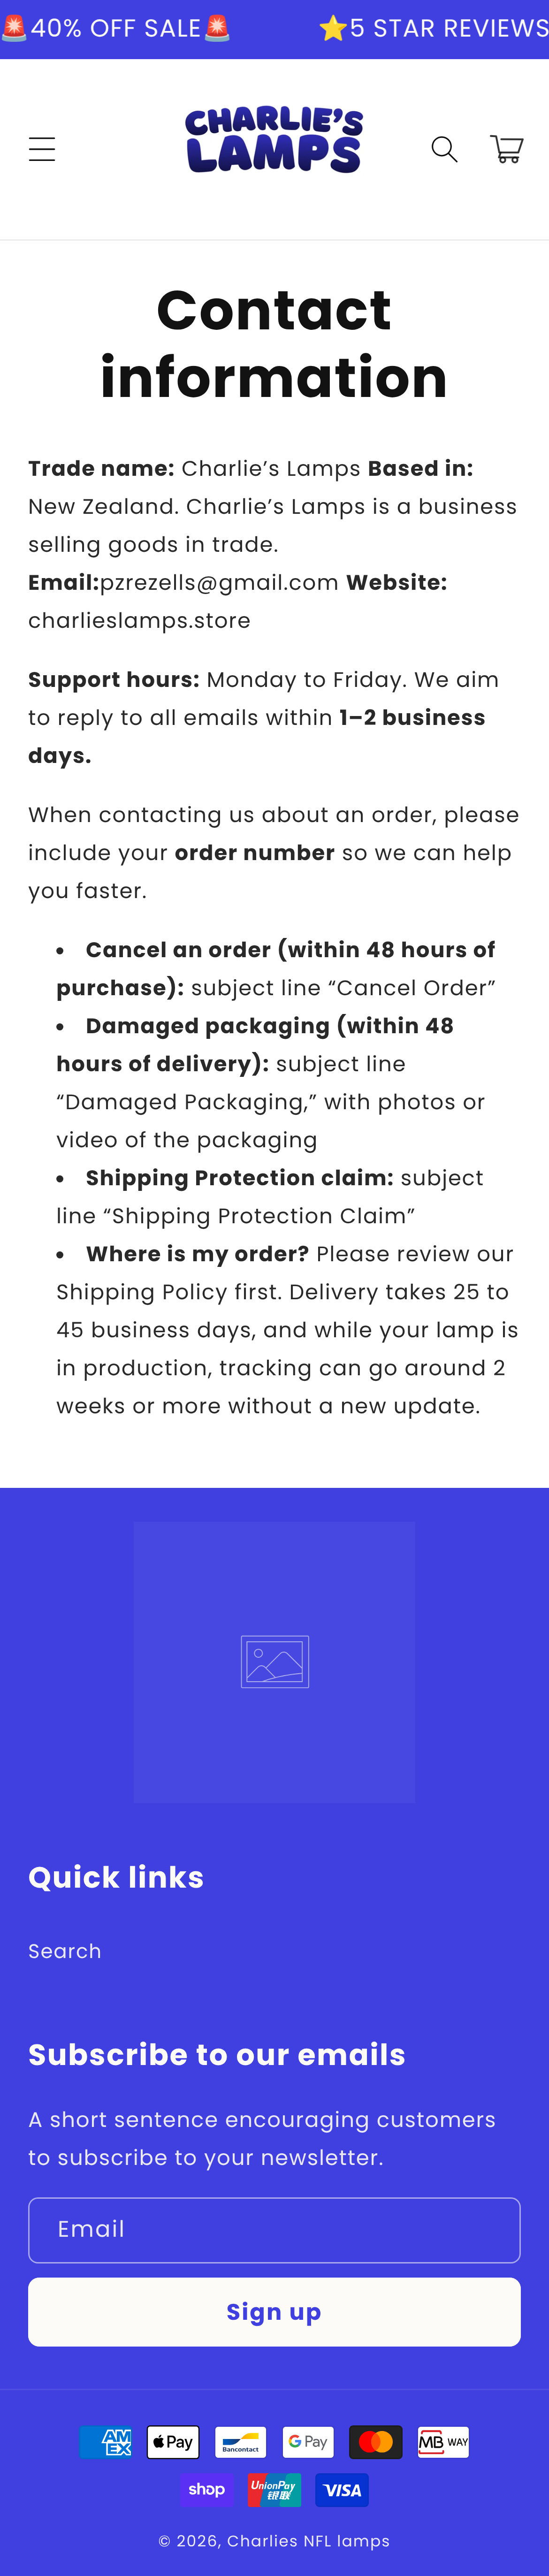 🚨40% OFF SALE🚨 ⭐5 STAR REVIEWS
CHARLIE'S
LAMPS
Contact
information
Trade name: Charlie’s Lamps Based in:
New Zealand. Charlie’s Lamps is a business
selling goods in trade.
Email:pzrezells@gmail.com Website:
charlieslamps.store
Support hours: Monday to Friday. We aim
to reply to all emails within 1–2 business
days.
When contacting us about an order, please
include your order number so we can help
you faster.
• Cancel an order (within 48 hours of
purchase): subject line “Cancel Order”
• Damaged packaging (within 48
hours of delivery): subject line
“Damaged Packaging,” with photos or
video of the packaging
• Shipping Protection claim: subject
line “Shipping Protection Claim”
• Where is my order? Please review our
Shipping Policy first. Delivery takes 25 to
45 business days, and while your lamp is
in production, tracking can go around 2
weeks or more without a new update.
Quick links
Search
Subscribe to our emails
A short sentence encouraging customers
to subscribe to your newsletter.
Email
Sign up
AMEX Pay Bancontact G Pay MB WAY
shop UnionPay 银联 VISA
© 2026, Charlies NFL lamps